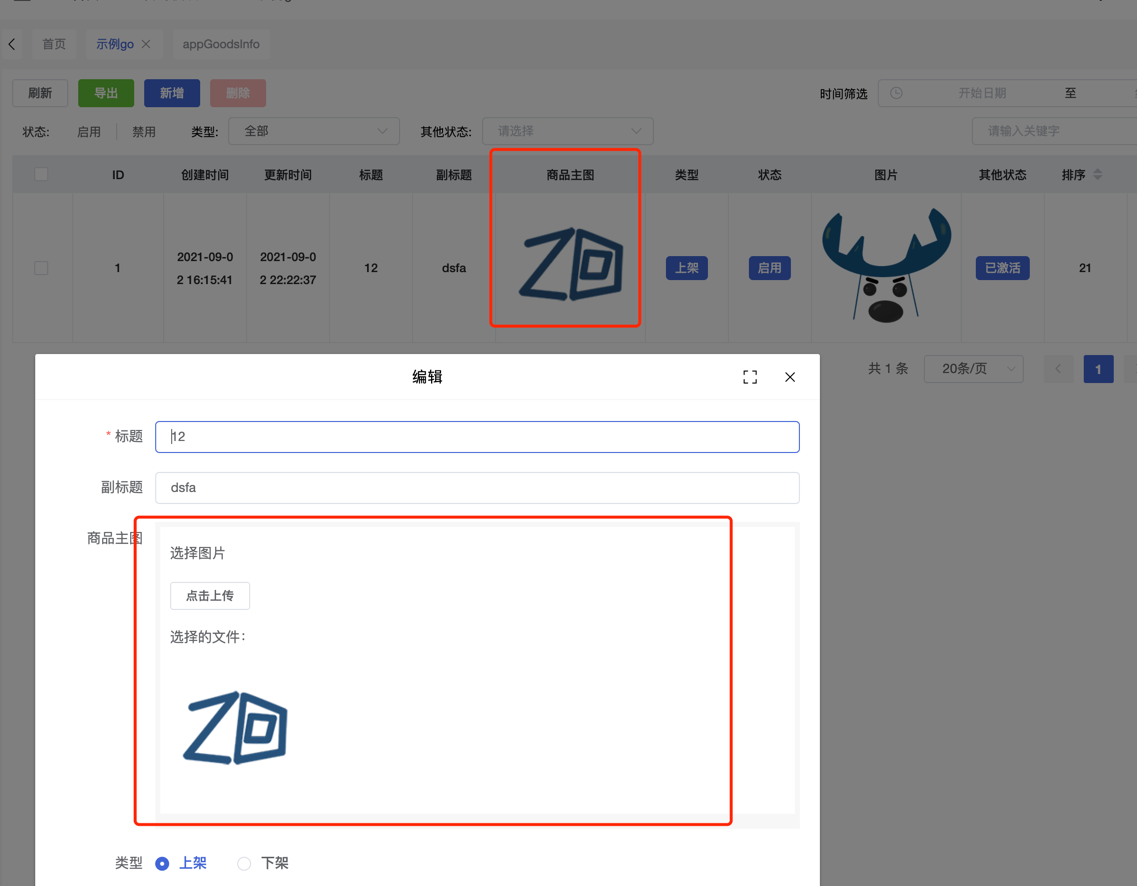 首页
示例go
appGoodsInfo
刷新
导出
新增
删除
时间筛选
开始日期
至
状态:
启用
禁用
类型:
全部
其他状态:
请选择
请输入关键字
ID
创建时间
更新时间
标题
副标题
商品主图
类型
状态
图片
其他状态
排序
1
2021-09-0
2 16:15:41
2021-09-0
2 22:22:37
12
dsfa
ZD
上架
启用
已激活
21
共 1 条
20条/页
1
编辑
* 标题
12
副标题
dsfa
商品主图
选择图片
点击上传
选择的文件:
ZD
类型
上架
下架